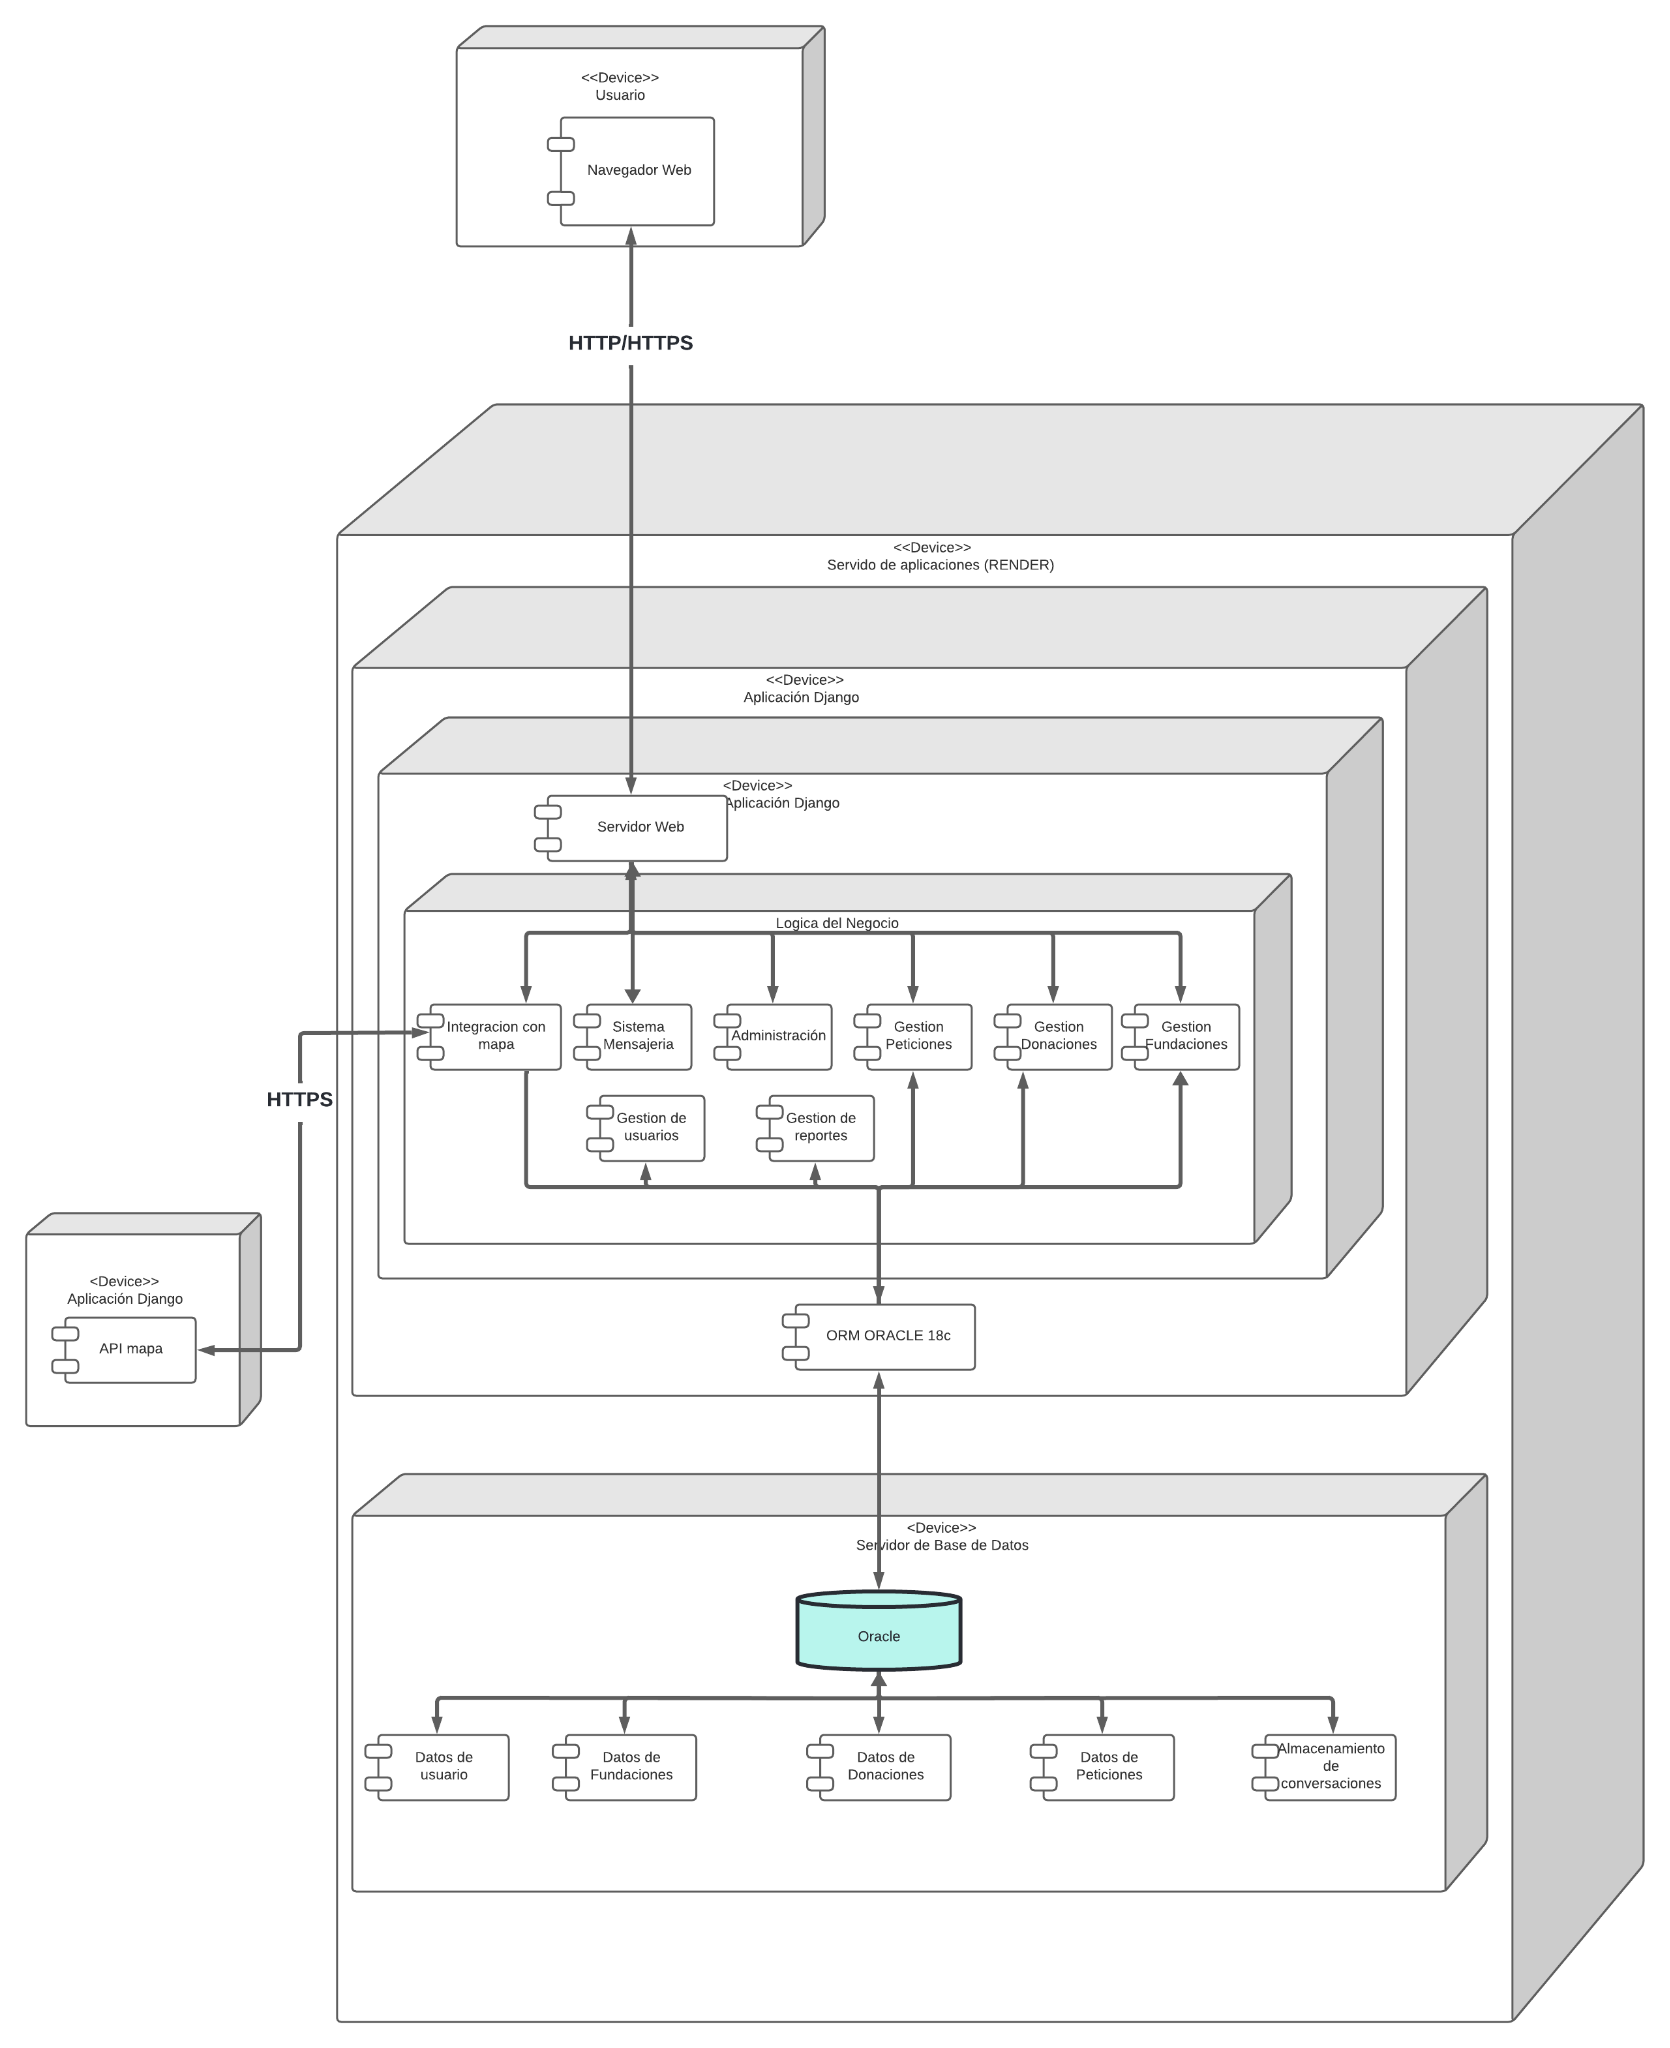 <<Device>>
Usuario
Navegador Web
HTTP/HTTPS
<<Device>>
Servido de aplicaciones (RENDER)
<<Device>>
Aplicación Django
<Device>>
Aplicación Django
Servidor Web
Logica del Negocio
Integracion con
mapa
Sistema
Mensajeria
Administración
Gestion
Peticiones
Gestion
Donaciones
Gestion
Fundaciones
HTTPS
Gestion de
usuarios
Gestion de
reportes
<Device>>
Aplicación Django
API mapa
ORM ORACLE 18c
<Device>>
Servidor de Base de Datos
Oracle
Datos de
usuario
Datos de
Fundaciones
Datos de
Donaciones
Datos de
Peticiones
Almacenamiento
de
conversaciones